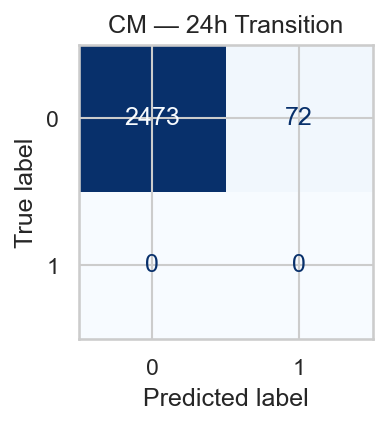 CM — 24h Transition
True label
0
2473
72
1
0
0
0
1
Predicted label